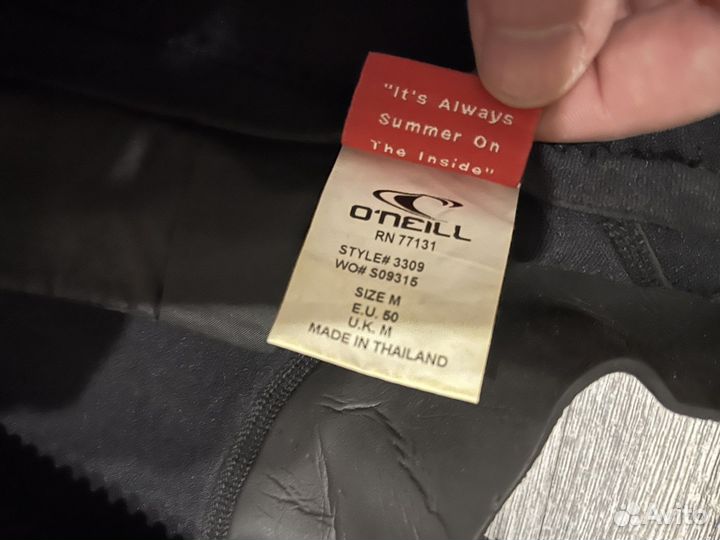 "It's Always
Summer On
The Inside"
O'NEILL
RN 77131
STYLE# 3309
WO# S09315
SIZE M
E.U. 50
U.K. M
MADE IN THAILAND
Avito